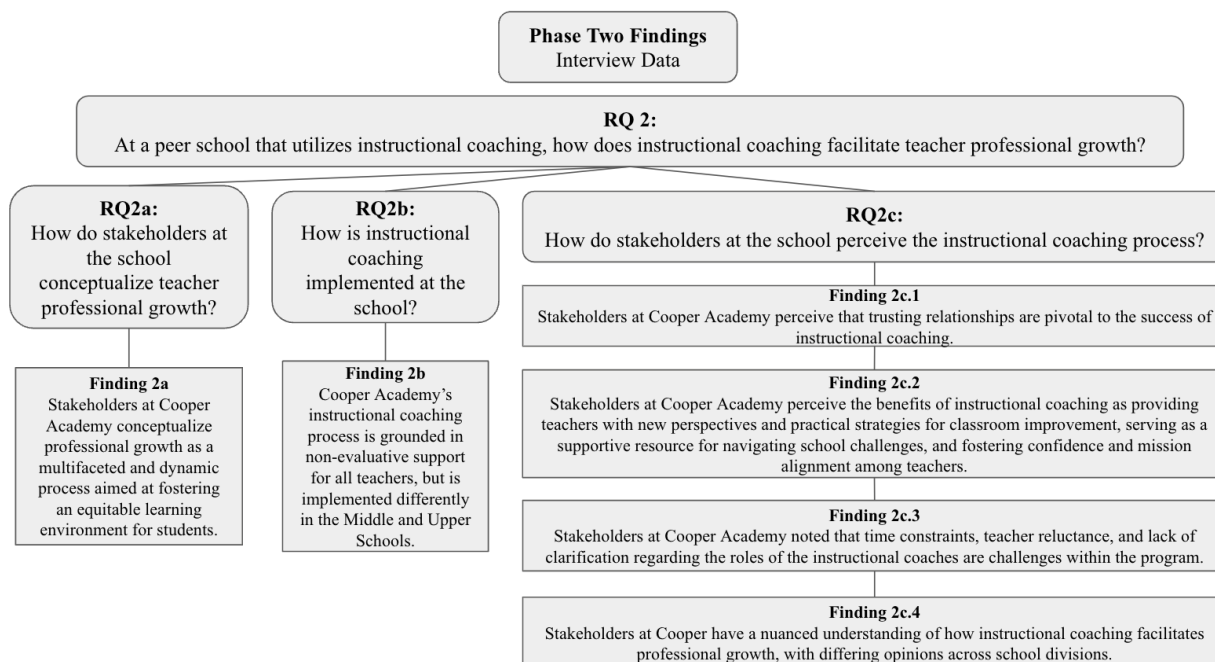 Phase Two Findings
Interview Data
RQ 2:
At a peer school that utilizes instructional coaching, how does instructional coaching facilitate teacher professional growth?
RQ2a:
How do stakeholders at
the school
conceptualize teacher
professional growth?
RQ2b:
How is instructional
coaching
implemented at the
school?
RQ2c:
How do stakeholders at the school perceive the instructional coaching process?
Finding 2a
Stakeholders at Cooper
Academy conceptualize
professional growth as a
multifaceted and dynamic
process aimed at fostering
an equitable learning
environment for students.
Finding 2b
Cooper Academy’s
instructional coaching
process is grounded in
non-evaluative support
for all teachers, but is
implemented differently
in the Middle and Upper
Schools.
Finding 2c.1
Stakeholders at Cooper Academy perceive that trusting relationships are pivotal to the success of
instructional coaching.
Finding 2c.2
Stakeholders at Cooper Academy perceive the benefits of instructional coaching as providing
teachers with new perspectives and practical strategies for classroom improvement, serving as a
supportive resource for navigating school challenges, and fostering confidence and mission
alignment among teachers.
Finding 2c.3
Stakeholders at Cooper Academy noted that time constraints, teacher reluctance, and lack of
clarification regarding the roles of the instructional coaches are challenges within the program.
Finding 2c.4
Stakeholders at Cooper have a nuanced understanding of how instructional coaching facilitates
professional growth, with differing opinions across school divisions.